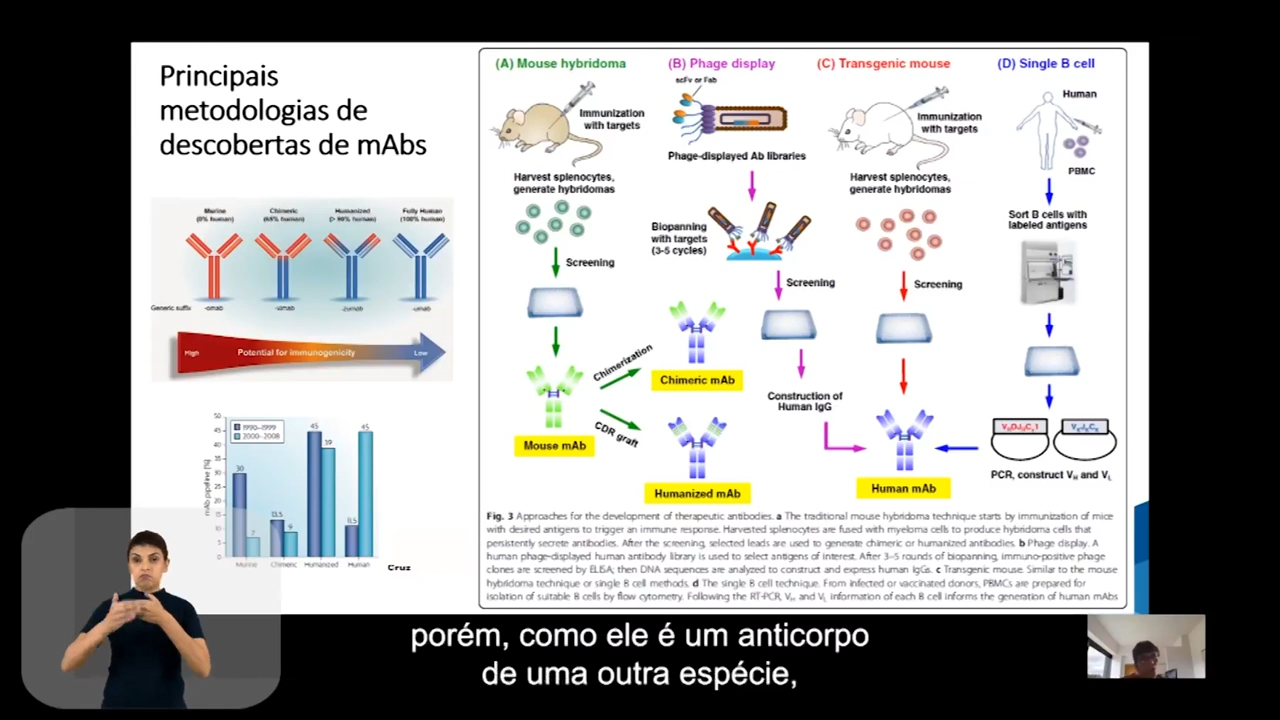 Principais
metodologias de
descobertas de mAbs
Murine
(0% human)
Chimeric
(65% human)
Humanized
(> 90% human)
Fully Human
(100% human)
Generic suffix
-omab
-ximab
-zumab
-umab
High
Potential for immunogenicity
Low
mAb pipeline (%)
50
45
40
35
30
25
20
15
10
5
0
1990–1999
2000–2008
30
7
13.5
9
45
39
11.5
45
Murine
Chimeric
Humanized
Human
Cruz
(A) Mouse hybridoma
Immunization
with targets
Harvest splenocytes,
generate hybridomas
Screening
Mouse mAb
Chimerization
CDR graft
Chimeric mAb
Humanized mAb
(B) Phage display
scFv or Fab
Phage-displayed Ab libraries
Biopanning
with targets
(3-5 cycles)
Screening
Construction of
Human IgG
(C) Transgenic mouse
Immunization
with targets
Harvest splenocytes,
generate hybridomas
Screening
Human mAb
(D) Single B cell
Human
PBMC
Sort B cells with
labeled antigens
PCR, construct VH and VL
Fig. 3 Approaches for the development of therapeutic antibodies. a The traditional mouse hybridoma technique starts by immunization of mice
with desired antigens to trigger an immune response. Harvested splenocytes are fused with myeloma cells to produce hybridoma cells that
persistently secrete antibodies. After the screening, selected leads are used to generate chimeric or humanized antibodies. b Phage display. A
human phage-displayed human antibody library is used to select antigens of interest. After 3–5 rounds of biopanning, immuno-positive phage
clones are screened by ELISA; then DNA sequences are analyzed to construct and express human IgGs. c Transgenic mouse. Similar to the mouse
hybridoma technique or single B cell methods. d The single B cell technique. From infected or vaccinated donors, PBMCs are prepared for
isolation of suitable B cells by flow cytometry. Following the RT-PCR, VH and VL information of each B cell informs the generation of human mAbs
porém, como ele é um anticorpo
de uma outra espécie,